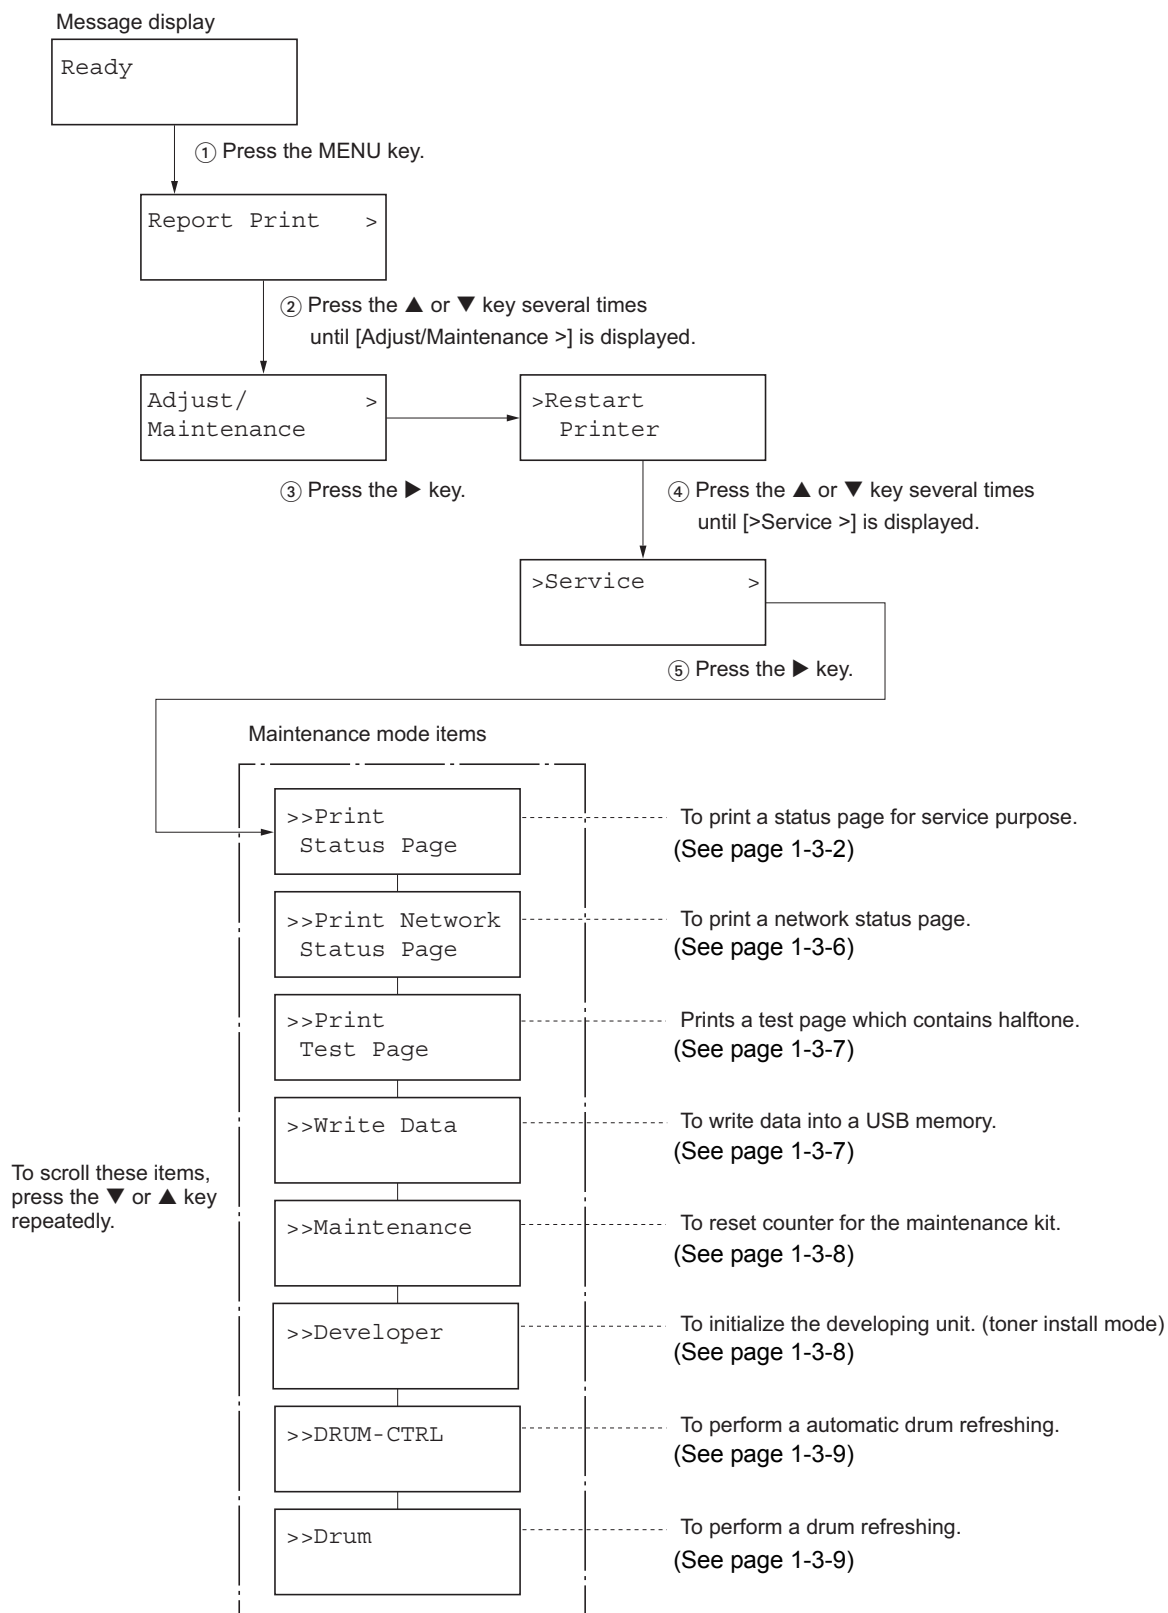 Message display
Ready
① Press the MENU key.
Report Print >
② Press the ▲ or ▼ key several times
until [Adjust/Maintenance >] is displayed.
Adjust/ >
Maintenance
>Restart
Printer
③ Press the ▶ key.
④ Press the ▲ or ▼ key several times
until [>Service >] is displayed.
>Service >
⑤ Press the ▶ key.
Maintenance mode items
>>Print
Status Page
To print a status page for service purpose.
(See page 1-3-2)
>>Print Network
Status Page
To print a network status page.
(See page 1-3-6)
>>Print
Test Page
Prints a test page which contains halftone.
(See page 1-3-7)
>>Write Data
To write data into a USB memory.
(See page 1-3-7)
To scroll these items,
press the ▼ or ▲ key
repeatedly.
>>Maintenance
To reset counter for the maintenance kit.
(See page 1-3-8)
>>Developer
To initialize the developing unit. (toner install mode)
(See page 1-3-8)
>>DRUM-CTRL
To perform a automatic drum refreshing.
(See page 1-3-9)
>>Drum
To perform a drum refreshing.
(See page 1-3-9)